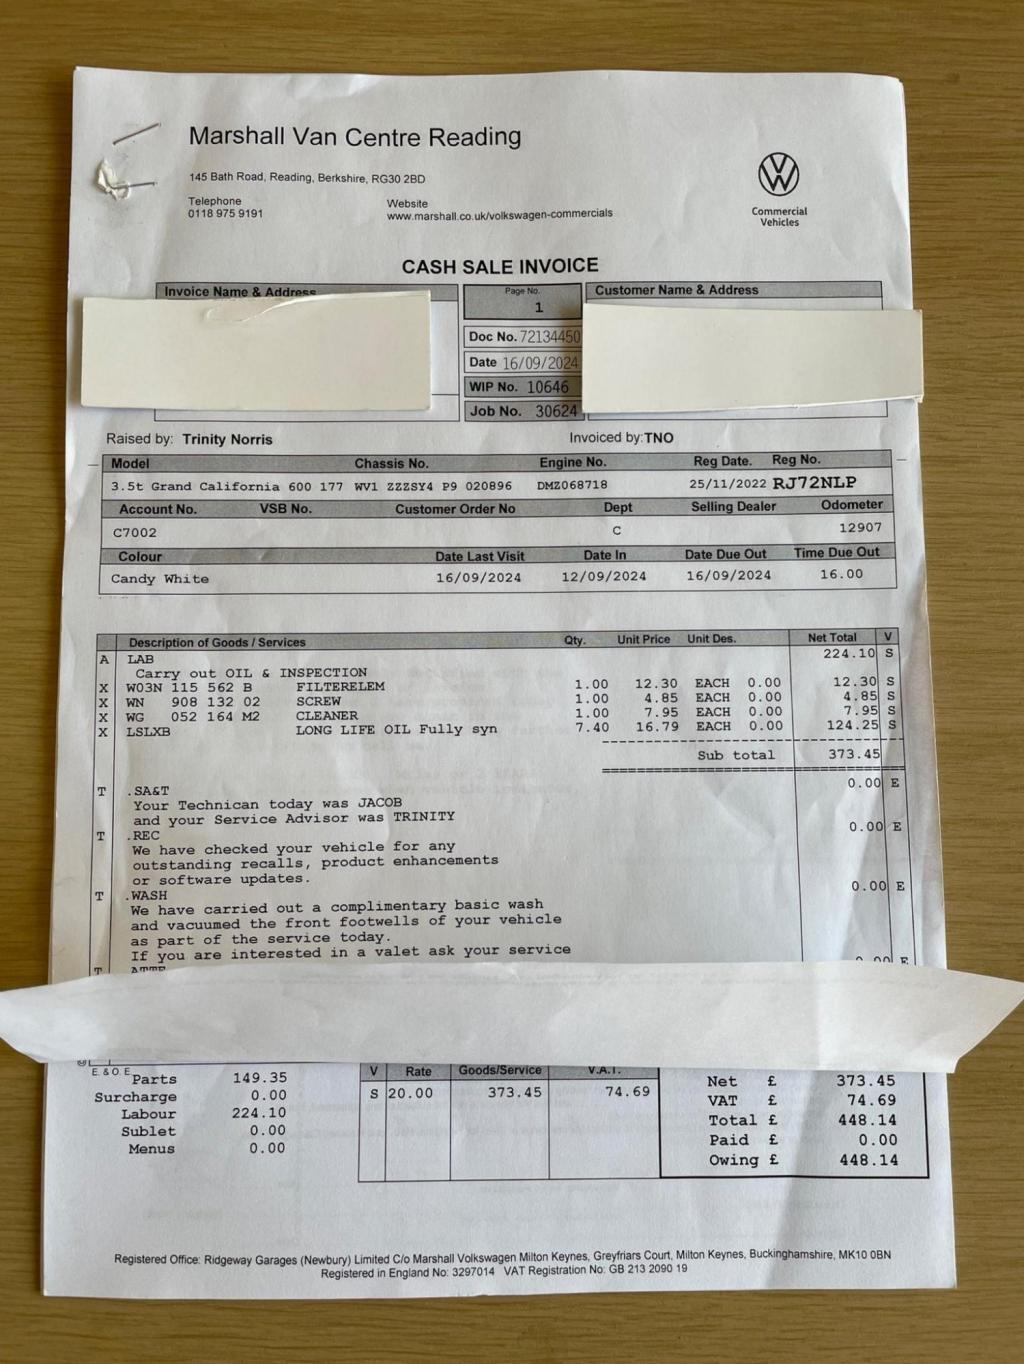 Marshall Van Centre Reading
145 Bath Road, Reading, Berkshire, RG30 2BD
Telephone
0118 975 9191
Website
www.marshall.co.uk/volkswagen-commercials
Commercial
Vehicles
CASH SALE INVOICE
Invoice Name & Address
Page No.
1
Customer Name & Address
Doc No. 72134450
Date 16/09/2024
WIP No. 10646
Job No. 30624
Raised by: Trinity Norris Invoiced by:TNO
Model Chassis No. Engine No. Reg Date. Reg No.
3.5t Grand California 600 177 WV1 ZZZSY4 P9 020896 DMZ068718 25/11/2022 RJ72NLP
Account No. VSB No. Customer Order No Dept Selling Dealer Odometer
C7002 C 12907
Colour Date Last Visit Date In Date Due Out Time Due Out
Candy White 16/09/2024 12/09/2024 16/09/2024 16.00
Description of Goods / Services Qty. Unit Price Unit Des. Net Total V
A LAB 224.10 S
Carry out OIL & INSPECTION
X W03N 115 562 B FILTERELEM 1.00 12.30 EACH 0.00 12.30 S
X WN 908 132 02 SCREW 1.00 4.85 EACH 0.00 4.85 S
X WG 052 164 M2 CLEANER 1.00 7.95 EACH 0.00 7.95 S
X LSLXB LONG LIFE OIL Fully syn 7.40 16.79 EACH 0.00 124.25 S
Sub total 373.45
T .SA&T 0.00 E
Your Technican today was JACOB
and your Service Advisor was TRINITY
T .REC 0.00 E
We have checked your vehicle for any
outstanding recalls, product enhancements
or software updates.
T .WASH 0.00 E
We have carried out a complimentary basic wash
and vacuumed the front footwells of your vehicle
as part of the service today.
If you are interested in a valet ask your service
E. & O. E
Parts 149.35
Surcharge 0.00
Labour 224.10
Sublet 0.00
Menus 0.00
V Rate Goods/Service V.A.T.
S 20.00 373.45 74.69
Net £ 373.45
VAT £ 74.69
Total £ 448.14
Paid £ 0.00
Owing £ 448.14
Registered Office: Ridgeway Garages (Newbury) Limited C/o Marshall Volkswagen Milton Keynes, Greyfriars Court, Milton Keynes, Buckinghamshire, MK10 0BN
Registered in England No: 3297014 VAT Registration No: GB 213 2090 19